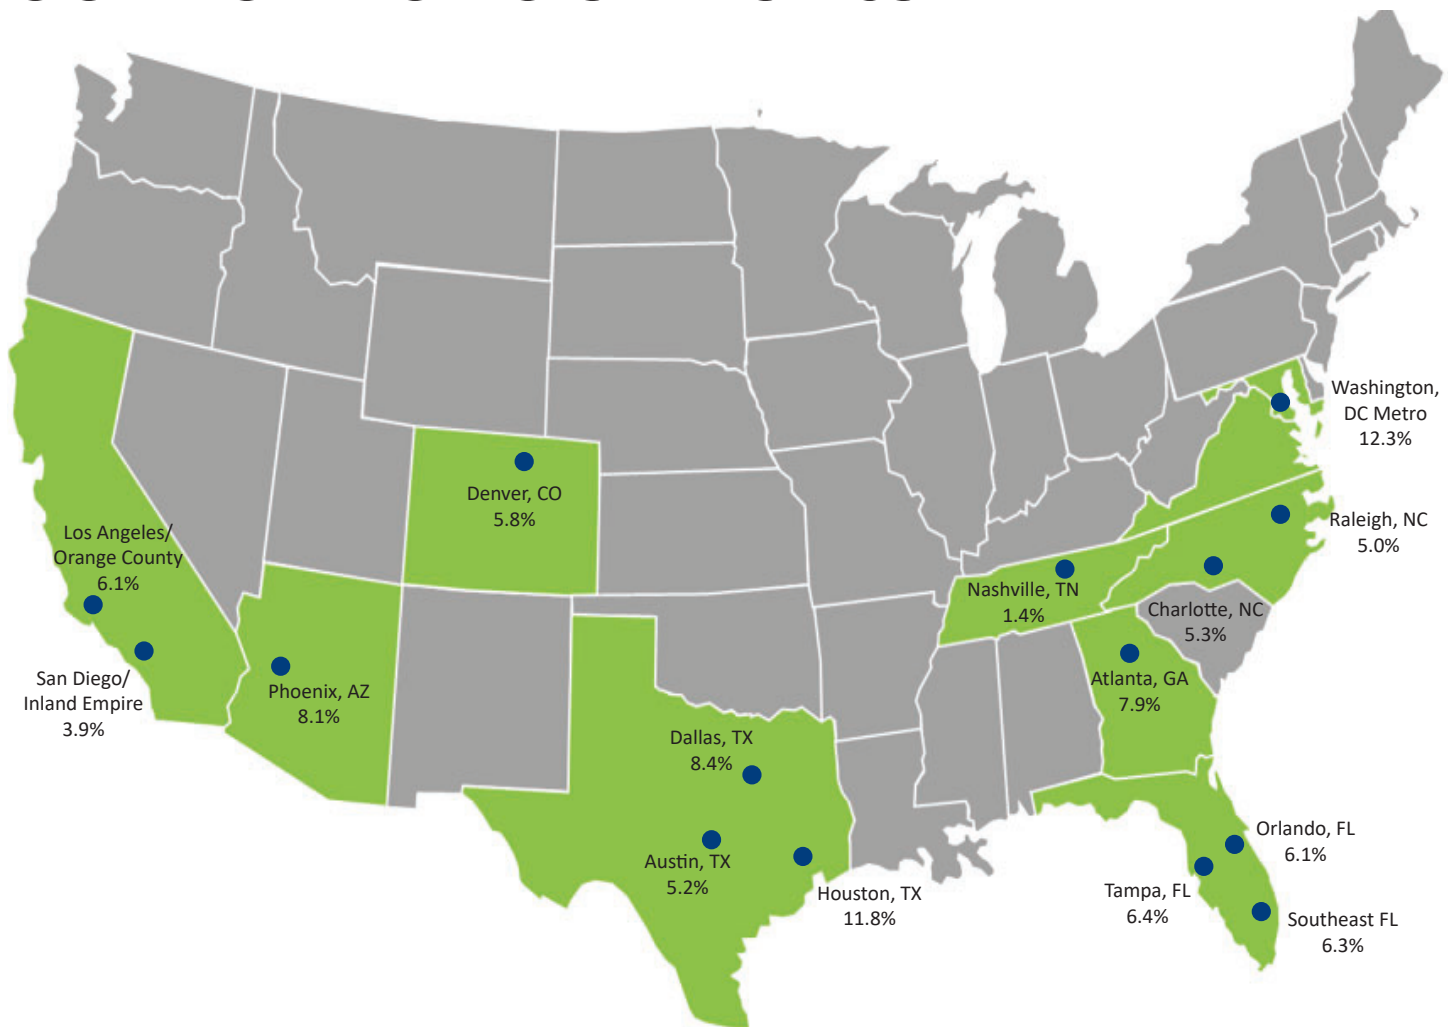 Washington,
DC Metro
12.3%
Denver, CO
5.8%
Raleigh, NC
5.0%
Los Angeles/
Orange County
6.1%
Nashville, TN
1.4%
Charlotte, NC
5.3%
San Diego/
Inland Empire
3.9%
Phoenix, AZ
8.1%
Atlanta, GA
7.9%
Dallas, TX
8.4%
Austin, TX
5.2%
Houston, TX
11.8%
Orlando, FL
6.1%
Tampa, FL
6.4%
Southeast FL
6.3%